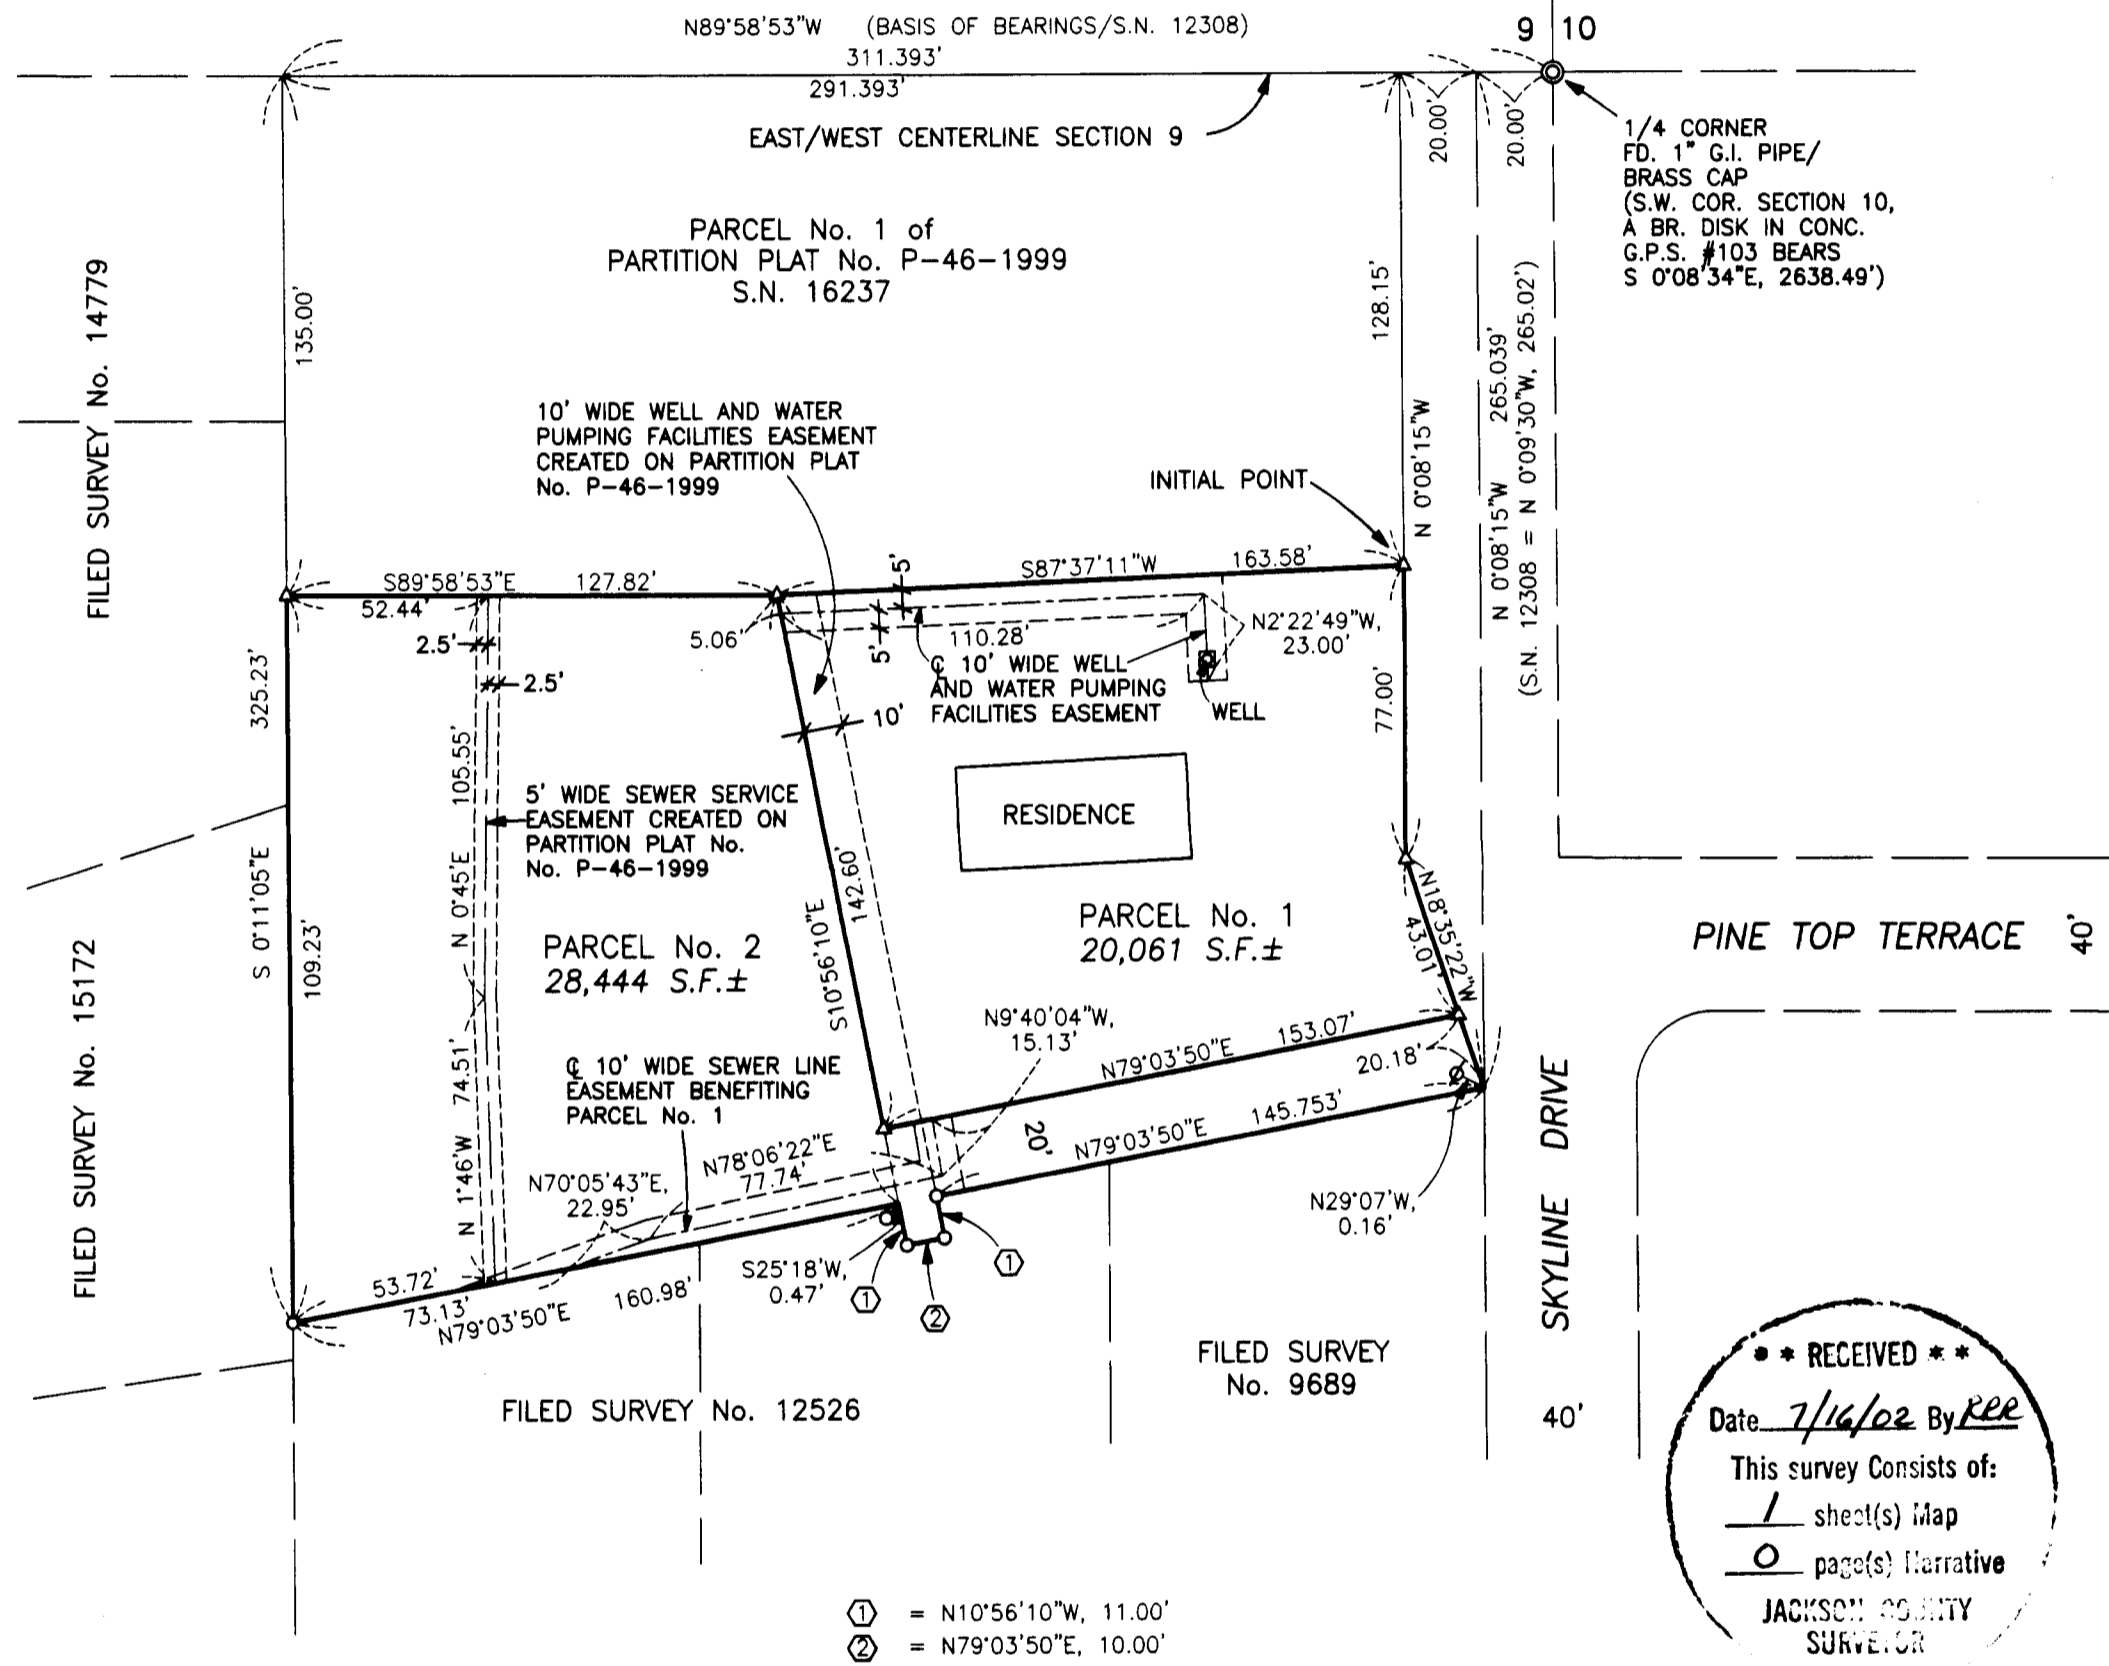 N89°58'53"W (BASIS OF BEARINGS/S.N. 12308)
311.393'
291.393'
9 10
EAST/WEST CENTERLINE SECTION 9
20.00'
20.00'
1/4 CORNER
FD. 1" G.I. PIPE/
BRASS CAP
(S.W. COR. SECTION 10,
A BR. DISK IN CONC.
G.P.S. #103 BEARS
S 0°08'34"E, 2638.49')
PARCEL No. 1 of
PARTITION PLAT No. P-46-1999
S.N. 16237
FILED SURVEY No. 14779
135.00'
128.15'
N 0°08'15"W
N 0°08'15"W 265.039'
(S.N. 12308 = N 0°09'30"W, 265.02')
10' WIDE WELL AND WATER
PUMPING FACILITIES EASEMENT
CREATED ON PARTITION PLAT
No. P-46-1999
INITIAL POINT
S89°58'53"E 127.82'
52.44'
S87°37'11"W 163.58'
5'
5'
5.06'
110.28'
N2°22'49"W,
23.00'
2.5'
2.5'
℄ 10' WIDE WELL
AND WATER PUMPING
FACILITIES EASEMENT
WELL
10'
77.00'
325.23'
S 0°11'05"E
109.23'
N 0°45'E 105.55'
5' WIDE SEWER SERVICE
EASEMENT CREATED ON
PARTITION PLAT No.
No. P-46-1999
RESIDENCE
S10°56'10"E
142.60'
PARCEL No. 2
28,444 S.F.±
PARCEL No. 1
20,061 S.F.±
N18°35'22"W
43.01'
PINE TOP TERRACE 40'
FILED SURVEY No. 15172
N 1°46'W 74.51'
℄ 10' WIDE SEWER LINE
EASEMENT BENEFITING
PARCEL No. 1
N9°40'04"W,
15.13'
N79°03'50"E 153.07'
20.18'
N79°03'50"E 145.753'
20'
N78°06'22"E
77.74'
N70°05'43"E,
22.95'
N29°07'W,
0.16'
S25°18'W,
0.47'
1
1
2
53.72'
73.13'
N79°03'50"E 160.98'
SKYLINE DRIVE
40'
FILED SURVEY
No. 9689
FILED SURVEY No. 12526
* * RECEIVED * *
Date 7/16/02 By RRR
This survey Consists of:
1 sheet(s) Map
0 page(s) Narrative
JACKSON COUNTY
SURVEYOR
1 = N10°56'10"W, 11.00'
2 = N79°03'50"E, 10.00'